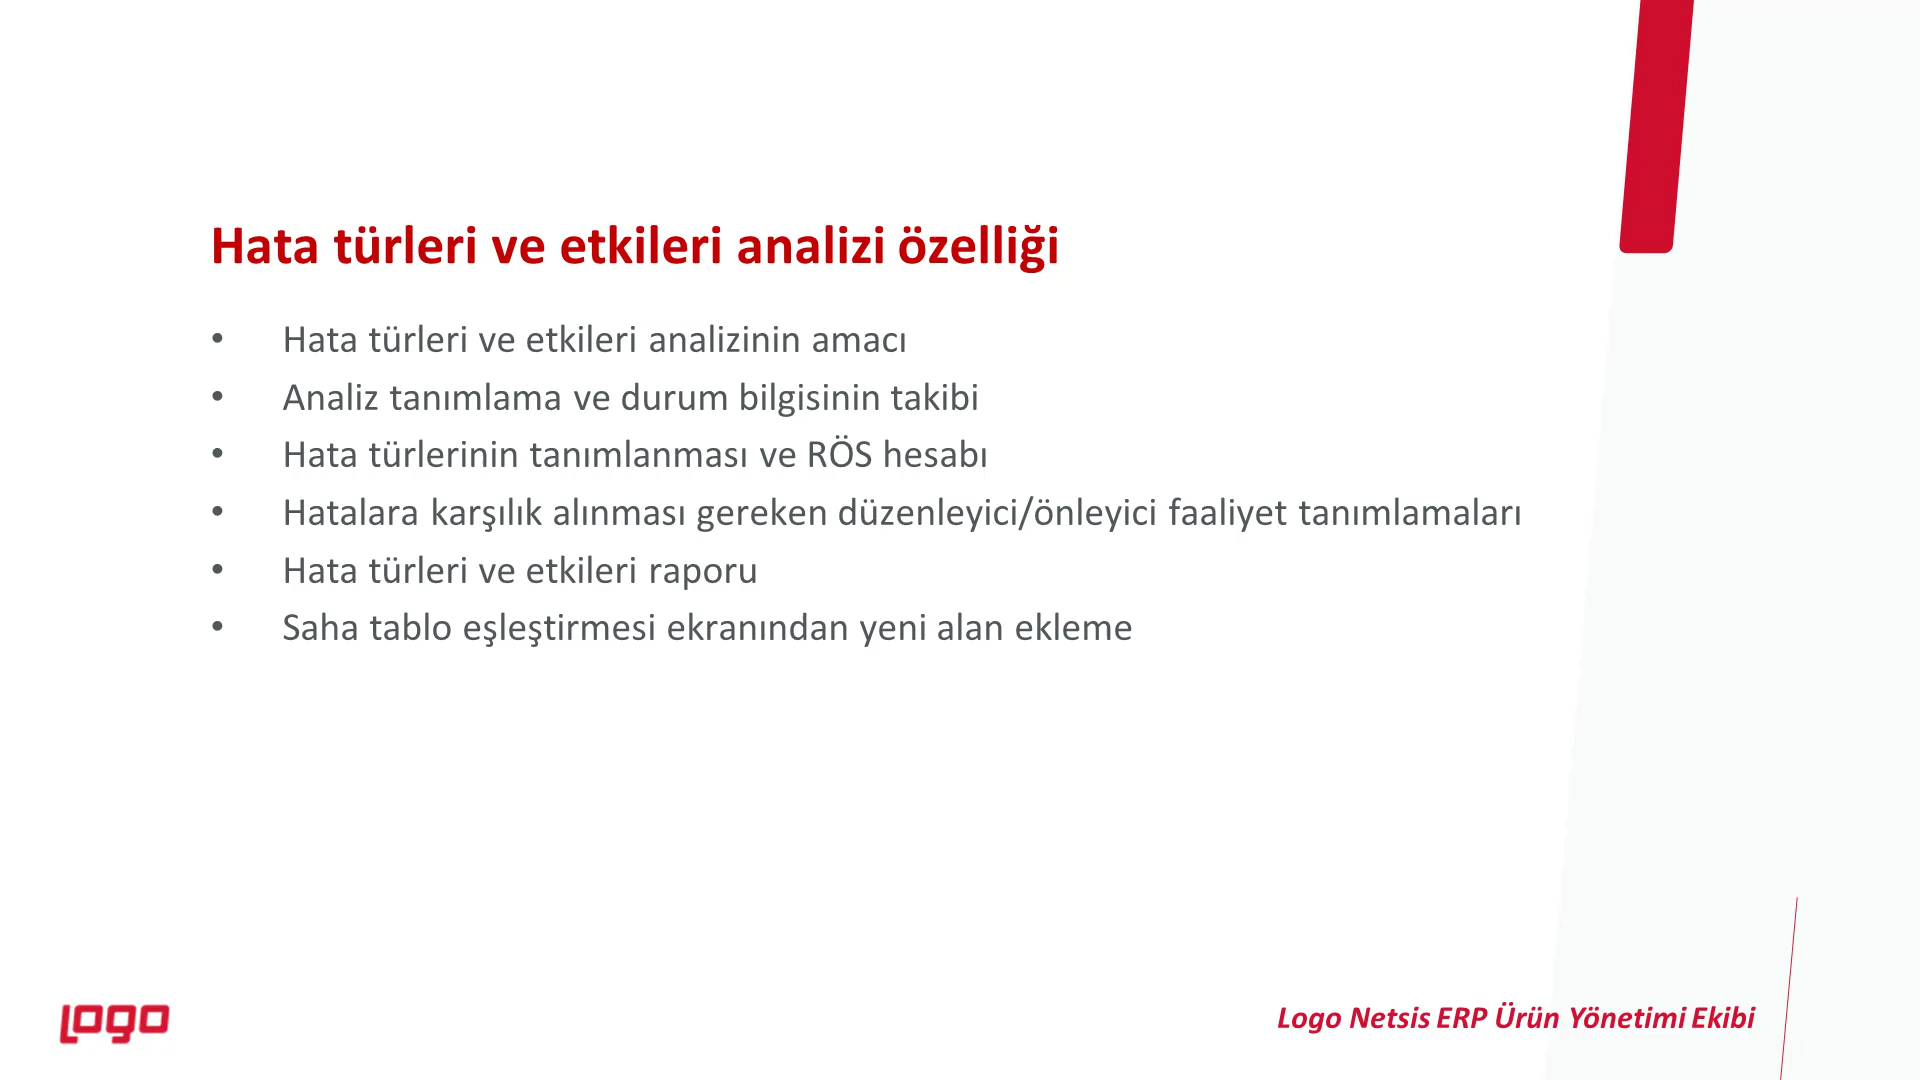 Hata türleri ve etkileri analizi özelliği
• Hata türleri ve etkileri analizinin amacı
• Analiz tanımlama ve durum bilgisinin takibi
• Hata türlerinin tanımlanması ve RÖS hesabı
• Hatalara karşılık alınması gereken düzenleyici/önleyici faaliyet tanımlamaları
• Hata türleri ve etkileri raporu
• Saha tablo eşleştirmesi ekranından yeni alan ekleme
logo
Logo Netsis ERP Ürün Yönetimi Ekibi